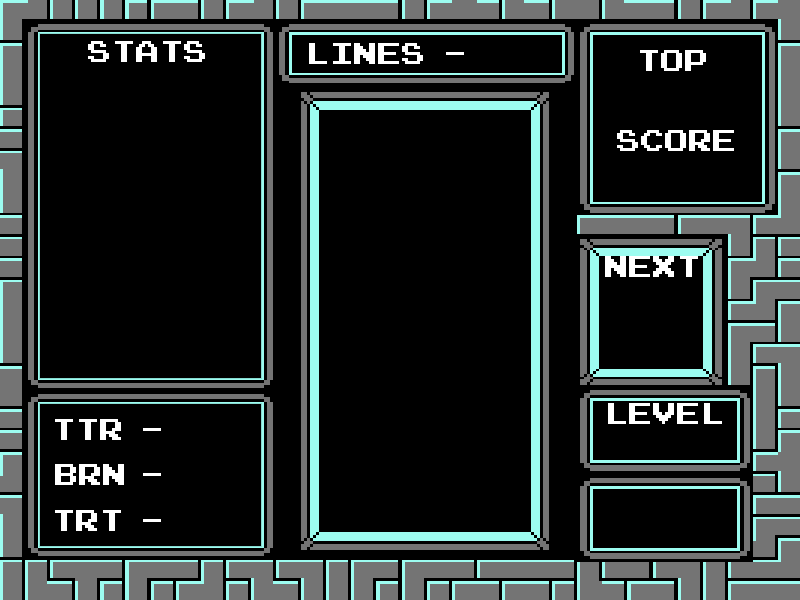 STATS
LINES -
TOP
SCORE
NEXT
LEVEL
TTR -
BRN -
TRT -